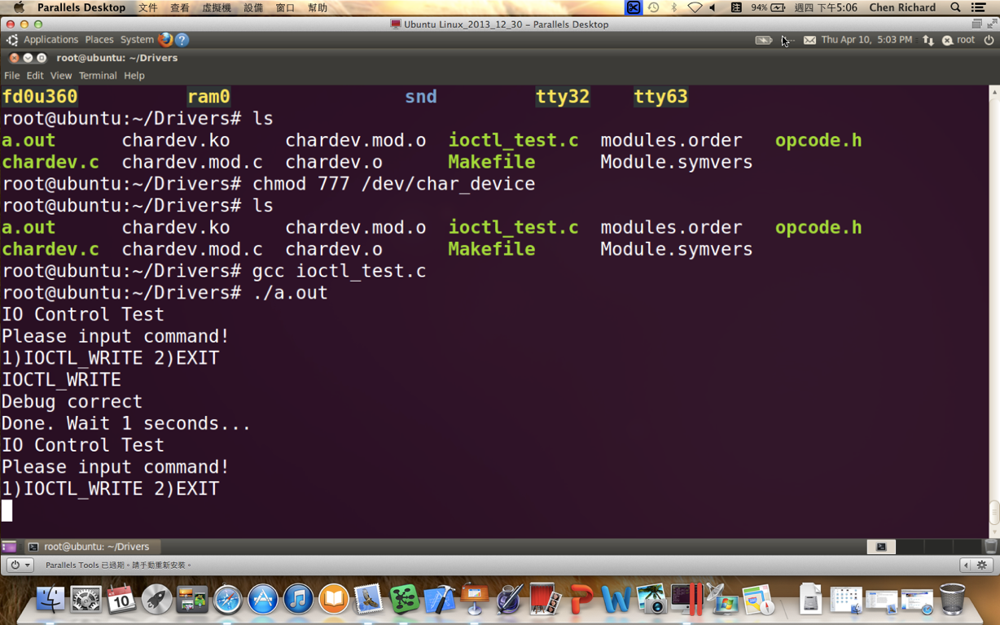 Parallels Desktop 文件 查看 虛擬機 設備 窗口 幫助 94% 週四 下午5:06 Chen Richard
Ubuntu Linux_2013_12_30 - Parallels Desktop
Applications Places System ? Thu Apr 10, 5:03 PM root
root@ubuntu: ~/Drivers
File Edit View Terminal Help
fd0u360 ram0 snd tty32 tty63
root@ubuntu:~/Drivers# ls
a.out chardev.ko chardev.mod.o ioctl_test.c modules.order opcode.h
chardev.c chardev.mod.c chardev.o Makefile Module.symvers
root@ubuntu:~/Drivers# chmod 777 /dev/char_device
root@ubuntu:~/Drivers# ls
a.out chardev.ko chardev.mod.o ioctl_test.c modules.order opcode.h
chardev.c chardev.mod.c chardev.o Makefile Module.symvers
root@ubuntu:~/Drivers# gcc ioctl_test.c
root@ubuntu:~/Drivers# ./a.out
IO Control Test
Please input command!
1)IOCTL_WRITE 2)EXIT
IOCTL_WRITE
Debug correct
Done. Wait 1 seconds...
IO Control Test
Please input command!
1)IOCTL_WRITE 2)EXIT
root@ubuntu: ~/Drivers
Parallels Tools 已過期。請手動重新安裝。
10